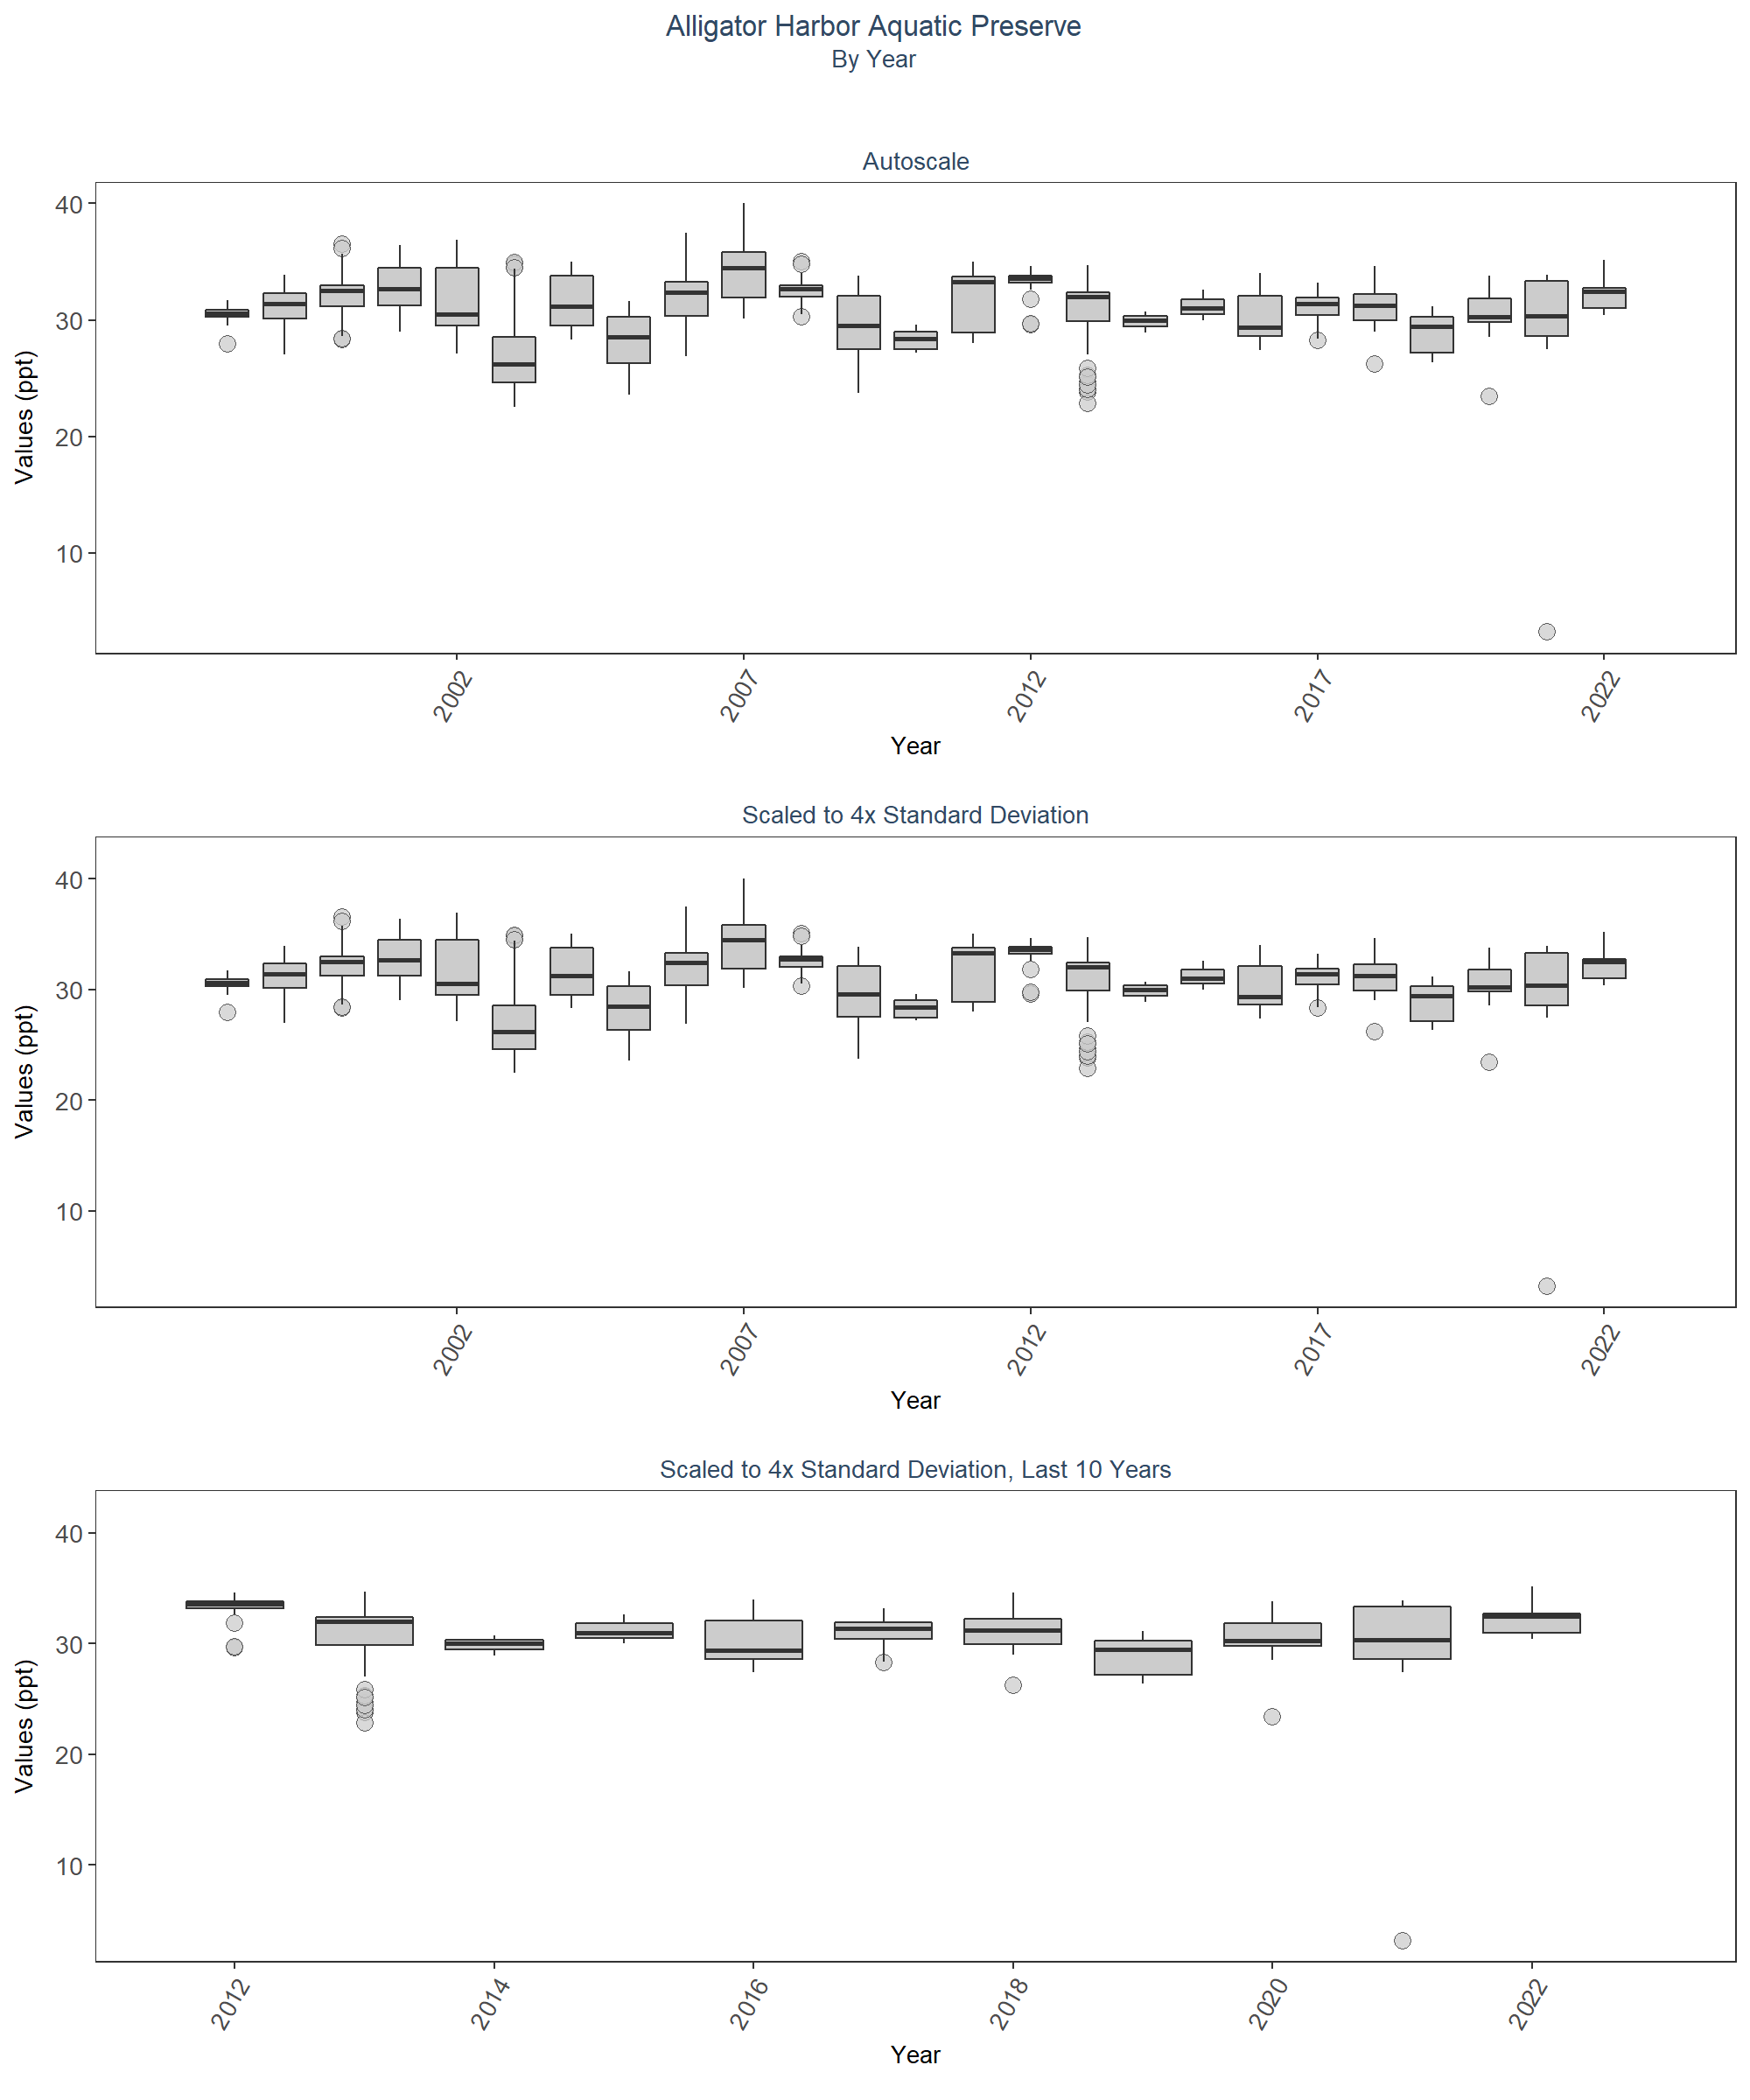 Alligator Harbor Aquatic Preserve
By Year
Autoscale
Values (ppt)
40
30
20
10
2002 2007 2012 2017 2022
Year
Scaled to 4x Standard Deviation
Values (ppt)
40
30
20
10
2002 2007 2012 2017 2022
Year
Scaled to 4x Standard Deviation, Last 10 Years
Values (ppt)
40
30
20
10
2012 2014 2016 2018 2020 2022
Year